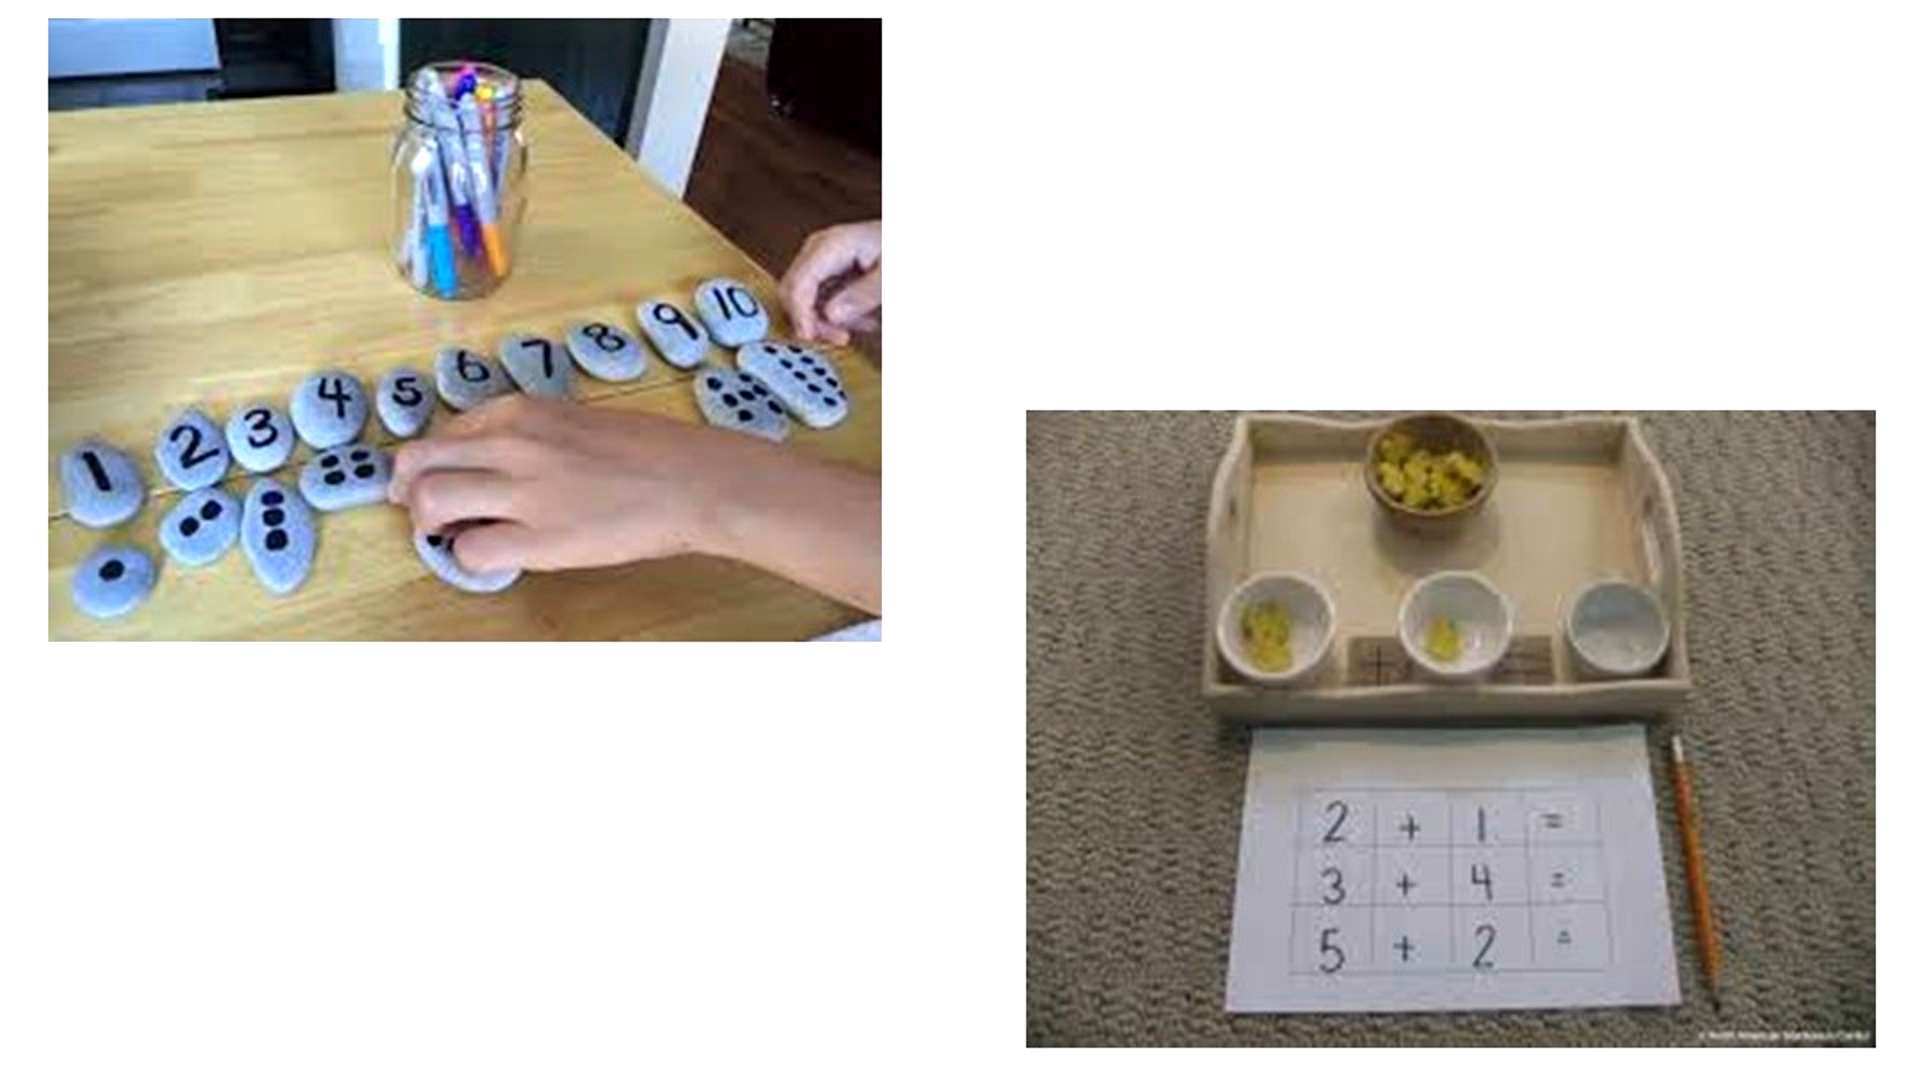 1 2 3 4 5 6 7 8 9 10
+ =
2 + 1 =
3 + 4 =
5 + 2 =